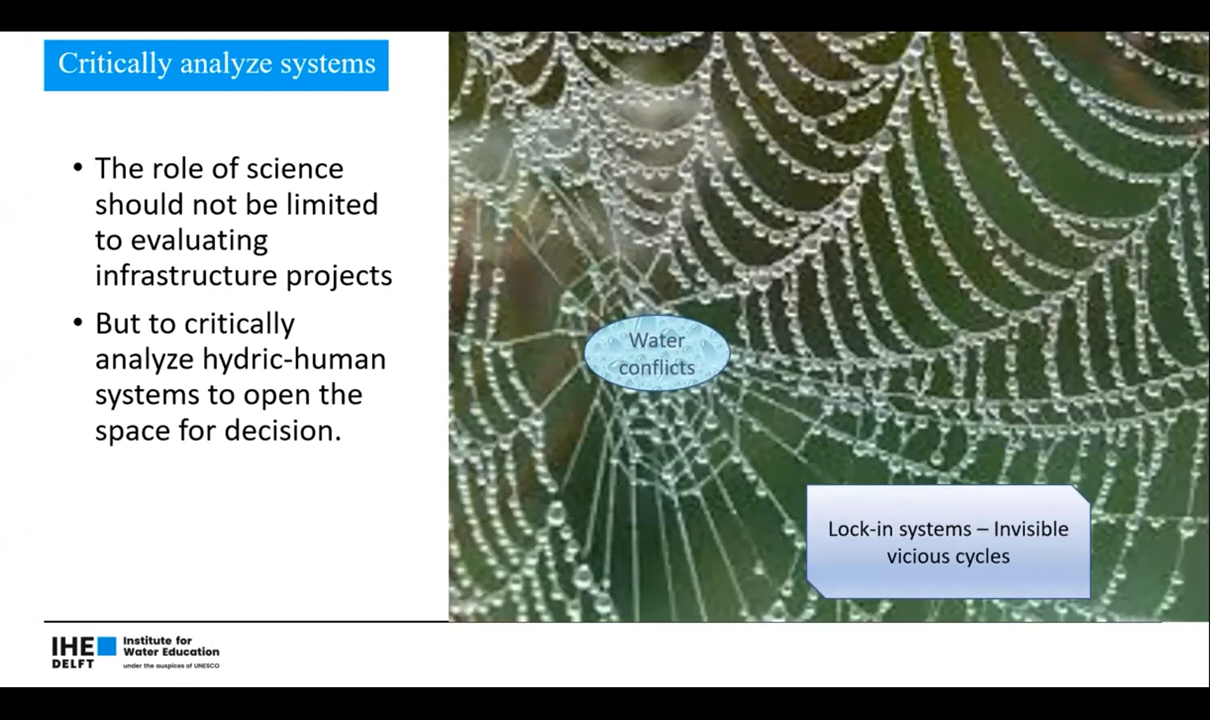 Critically analyze systems
• The role of science
should not be limited
to evaluating
infrastructure projects
• But to critically
analyze hydric-human
systems to open the
space for decision.
Water
conflicts
Lock-in systems – Invisible
vicious cycles
IHE
DELFT
Institute for
Water Education
under the auspices of UNESCO